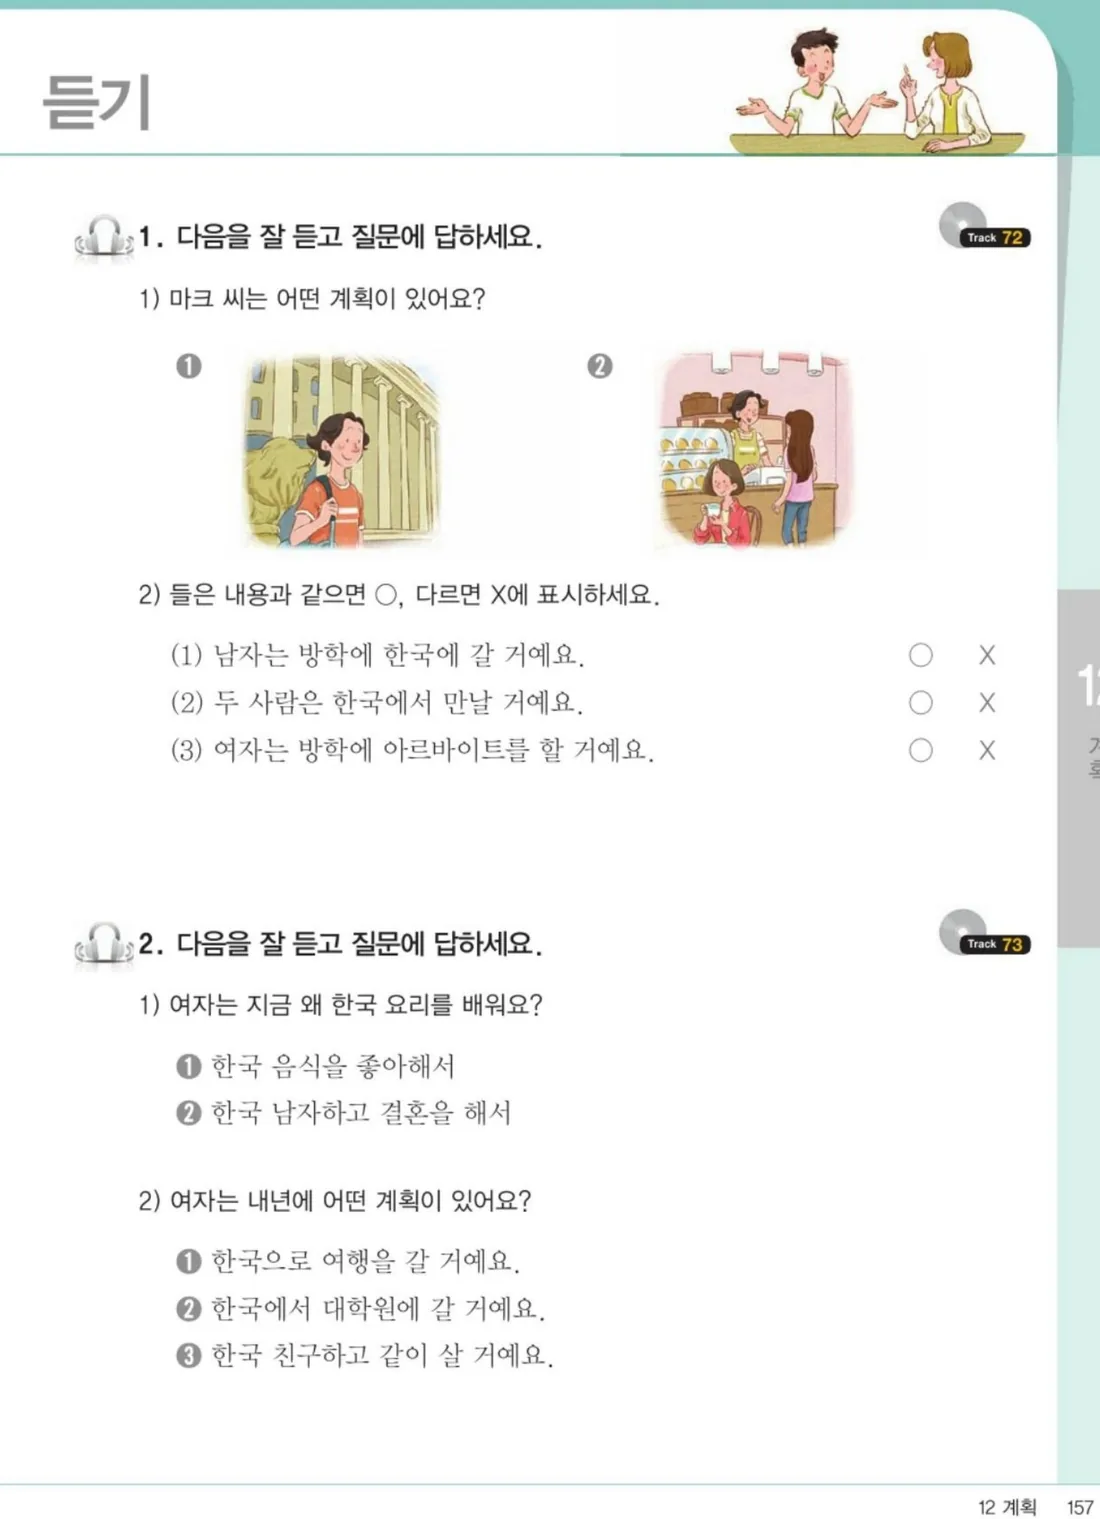 듣기
1. 다음을 잘 듣고 질문에 답하세요.
Track 72
1) 마크 씨는 어떤 계획이 있어요?
❶
❷
2) 들은 내용과 같으면 ○, 다르면 X에 표시하세요.
(1) 남자는 방학에 한국에 갈 거예요. ○ X
(2) 두 사람은 한국에서 만날 거예요. ○ X
(3) 여자는 방학에 아르바이트를 할 거예요. ○ X
12
2. 다음을 잘 듣고 질문에 답하세요.
Track 73
1) 여자는 지금 왜 한국 요리를 배워요?
❶ 한국 음식을 좋아해서
❷ 한국 남자하고 결혼을 해서
2) 여자는 내년에 어떤 계획이 있어요?
❶ 한국으로 여행을 갈 거예요.
❷ 한국에서 대학원에 갈 거예요.
❸ 한국 친구하고 같이 살 거예요.
12 계획 157